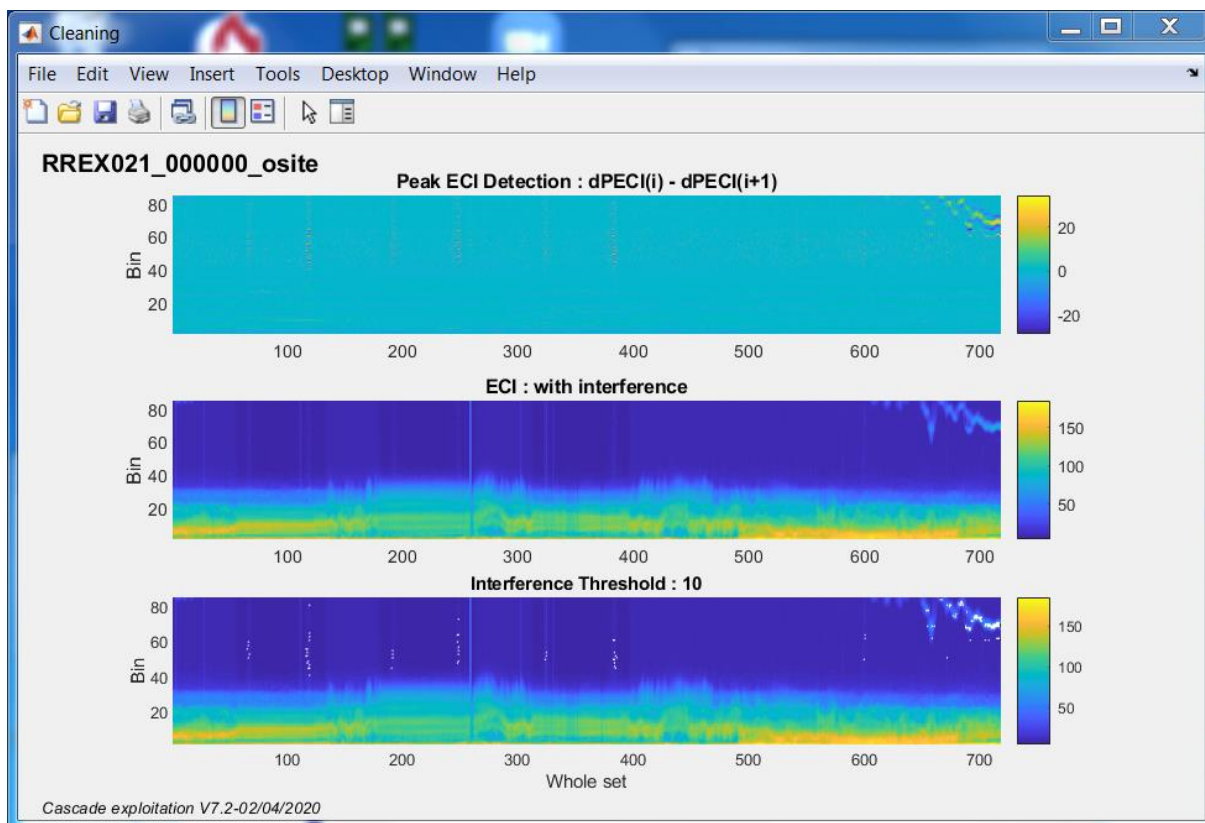 Cleaning
File Edit View Insert Tools Desktop Window Help
RREX021_000000_osite
Peak ECI Detection : dPECI(i) - dPECI(i+1)
Bin
80
60
40
20
100 200 300 400 500 600 700
20
0
-20
ECI : with interference
Bin
80
60
40
20
100 200 300 400 500 600 700
150
100
50
Interference Threshold : 10
Bin
80
60
40
20
100 200 300 400 500 600 700
150
100
50
Whole set
Cascade exploitation V7.2-02/04/2020